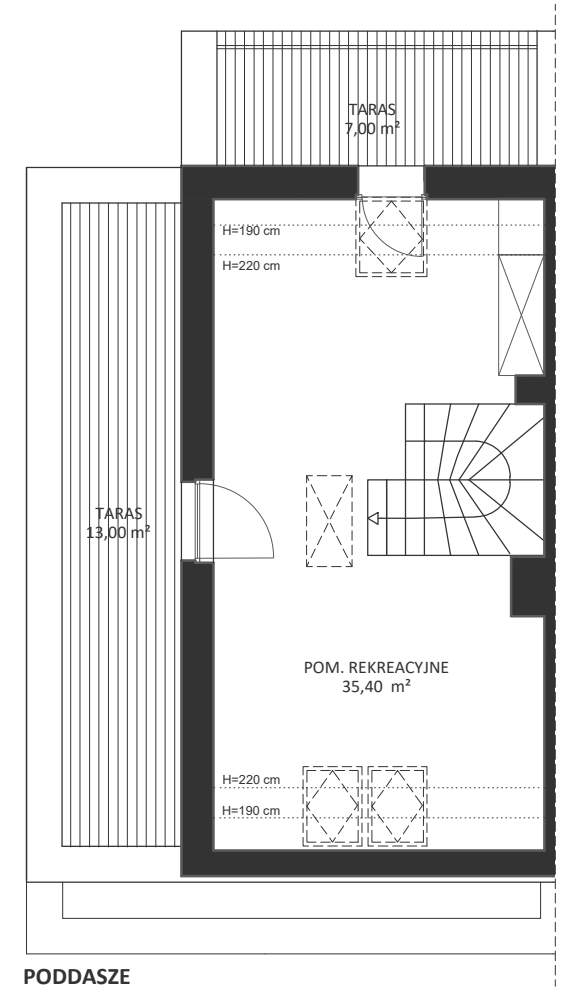 TARAS
7,00 m²
H=190 cm
H=220 cm
TARAS
13,00 m²
POM. REKREACYJNE
35,40 m²
H=220 cm
H=190 cm
PODDASZE